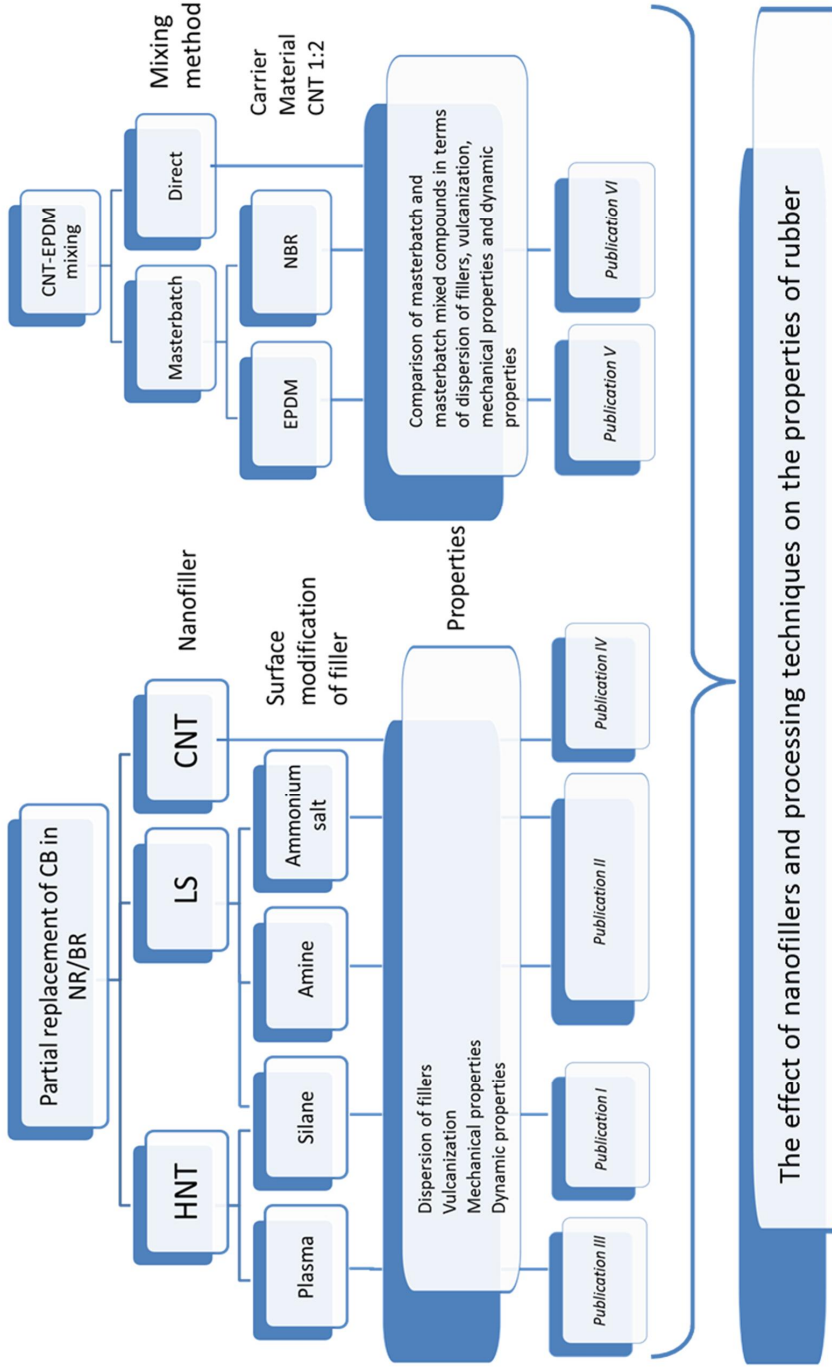 Partial replacement of CB in
NR/BR
HNT
LS
CNT
Nanofiller
Plasma
Silane
Amine
Ammonium
salt
Surface
modification
of filler
Dispersion of fillers
Vulcanization
Mechanical properties
Dynamic properties
Properties
Publication III
Publication I
Publication II
Publication IV
CNT-EPDM
mixing
Masterbatch
Direct
Mixing
method
EPDM
NBR
Carrier
Material
CNT 1:2
Comparison of masterbatch and
masterbatch mixed compounds in terms
of dispersion of fillers, vulcanization,
mechanical properties and dynamic
properties
Publication V
Publication VI
The effect of nanofillers and processing techniques on the properties of rubber